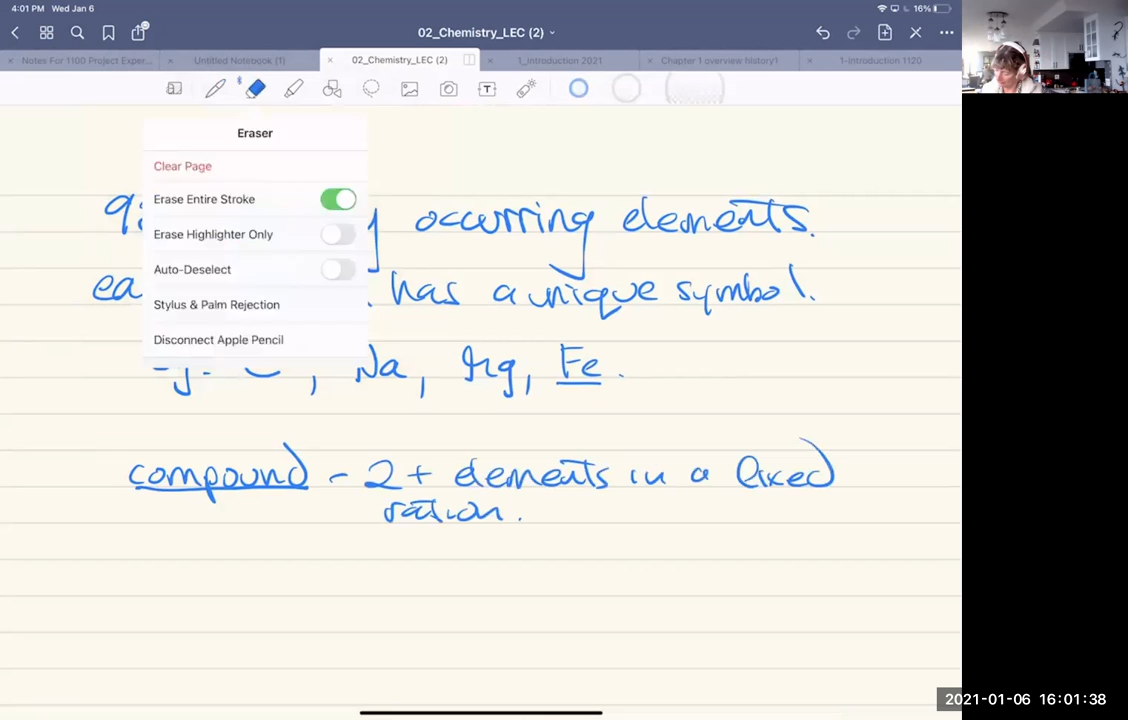 4:01 PM Wed Jan 6
16%
02_Chemistry_LEC (2)
Notes For 1100 Project Exper...
Untitled Notebook (1)
02_Chemistry_LEC (2)
1_Introduction 2021
Chapter 1 overview history1
1-introduction 1120
Eraser
Clear Page
Erase Entire Stroke
Erase Highlighter Only
Auto-Deselect
Stylus & Palm Rejection
Disconnect Apple Pencil
occurring elements.
has a unique symbol.
, Na, Mg, Fe.
compound - 2+ elements in a fixed
ration.
2021-01-06 16:01:38